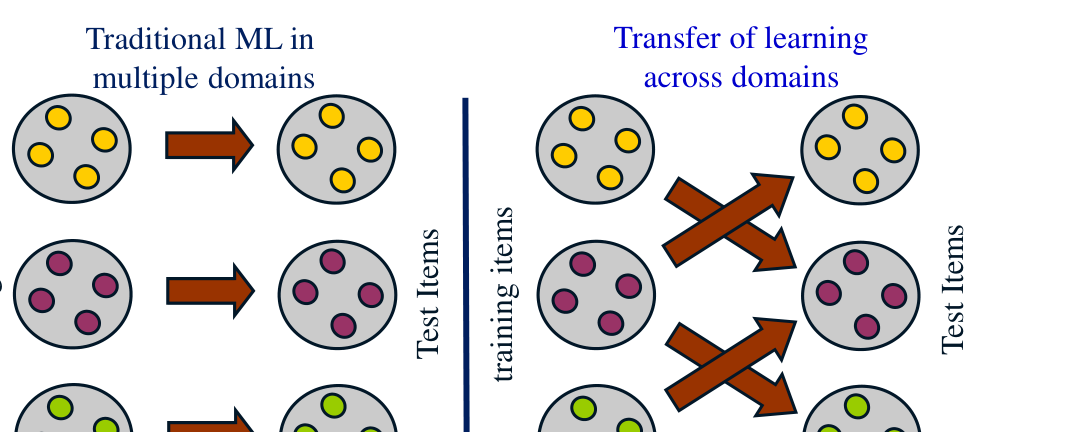 Traditional ML in
multiple domains
Transfer of learning
across domains
Test Items
training items
Test Items